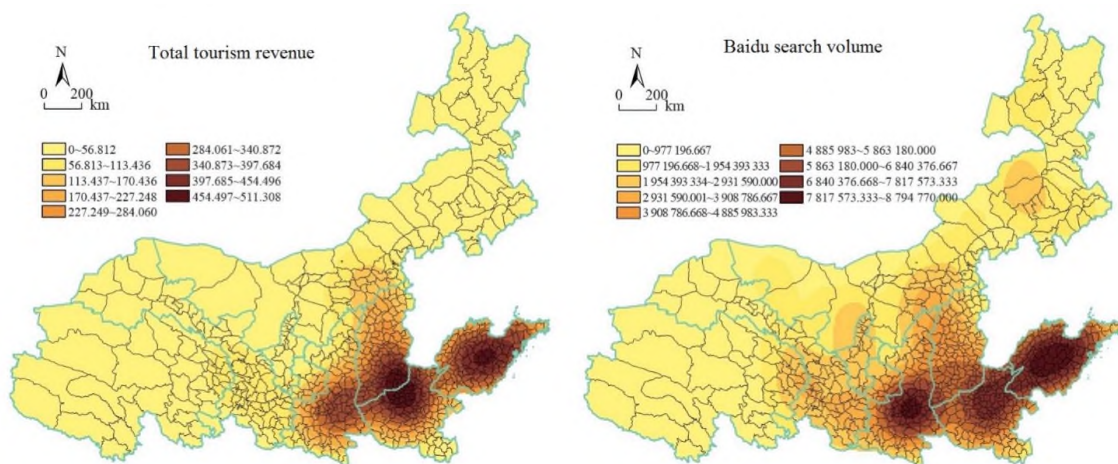 Total tourism revenue
N
0 200
km
0~56.812
56.813~113.436
113.437~170.436
170.437~227.248
227.249~284.060
284.061~340.872
340.873~397.684
397.685~454.496
454.497~511.308
Baidu search volume
N
0 200
km
0~977 196.667
977 196.668~1 954 393.333
1 954 393.334~2 931 590.000
2 931 590.001~3 908 786.667
3 908 786.668~4 885 983.333
4 885 983~5 863 180.000
5 863 180.000~6 840 376.667
6 840 376.668~7 817 573.333
7 817 573.333~8 794 770.000